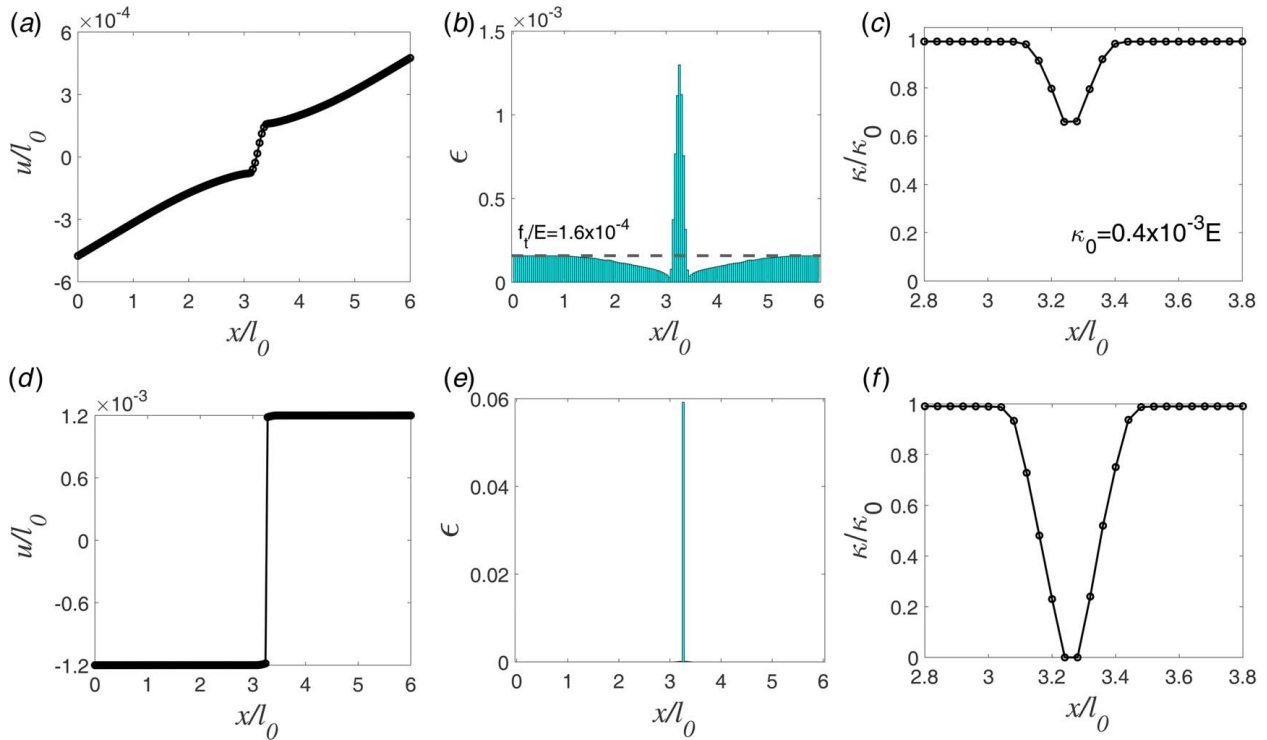 (a)
×10⁻⁴
6
3
0
-3
-6
u/l₀
0 1 2 3 4 5 6
x/l₀
(b)
×10⁻³
1.5
1
0.5
0
ϵ
fₜ/E=1.6x10⁻⁴
0 1 2 3 4 5 6
x/l₀
(c)
1
0.8
0.6
0.4
0.2
0
κ/κ₀
κ₀=0.4x10⁻³E
2.8 3 3.2 3.4 3.6 3.8
x/l₀
(d)
×10⁻³
1.2
0.6
0
-0.6
-1.2
u/l₀
0 1 2 3 4 5 6
x/l₀
(e)
0.06
0.04
0.02
0
ϵ
0 1 2 3 4 5 6
x/l₀
(f)
1
0.8
0.6
0.4
0.2
0
κ/κ₀
2.8 3 3.2 3.4 3.6 3.8
x/l₀